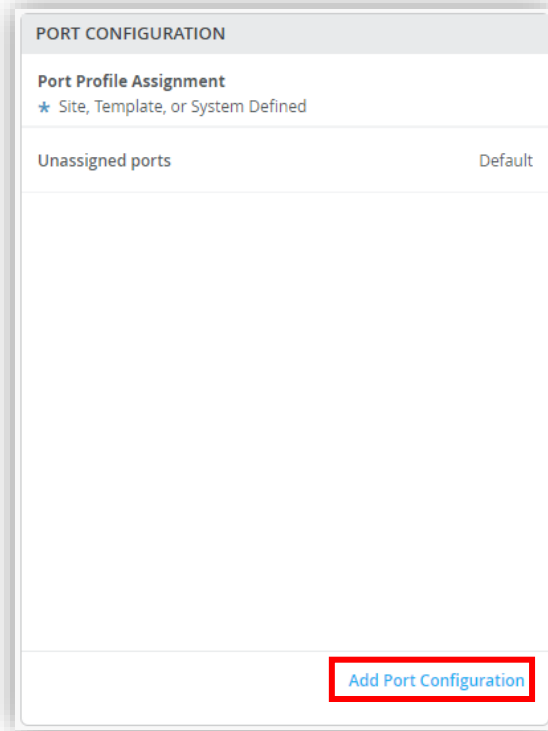 PORT CONFIGURATION
Port Profile Assignment
* Site, Template, or System Defined
Unassigned ports Default
Add Port Configuration